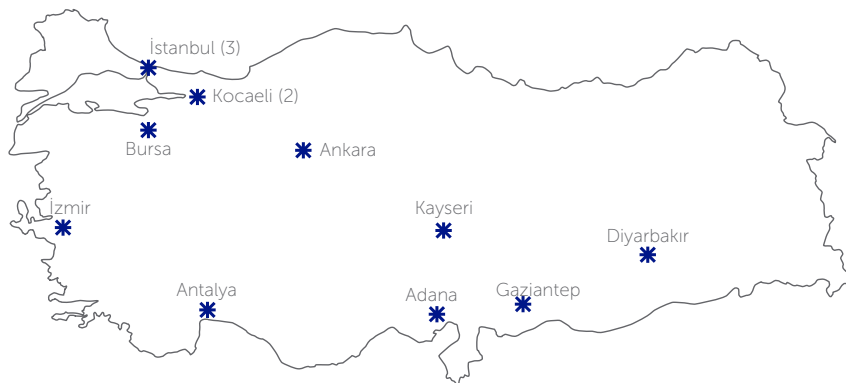 İstanbul (3)
Kocaeli (2)
Bursa
Ankara
İzmir
Kayseri
Diyarbakır
Antalya
Adana
Gaziantep